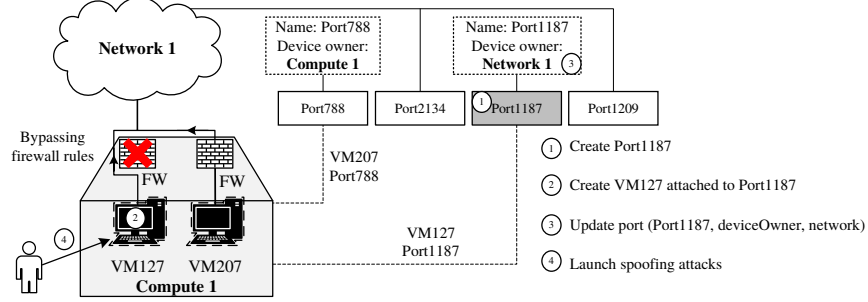 Network 1
Name: Port788
Device owner:
Compute 1
Name: Port1187
Device owner:
Network 1
3
Port788
Port2134
1
Port1187
Port1209
Bypassing
firewall rules
FW
FW
VM207
Port788
2
VM127
Port1187
4
VM127
VM207
Compute 1
1 Create Port1187
2 Create VM127 attached to Port1187
3 Update port (Port1187, deviceOwner, network)
4 Launch spoofing attacks